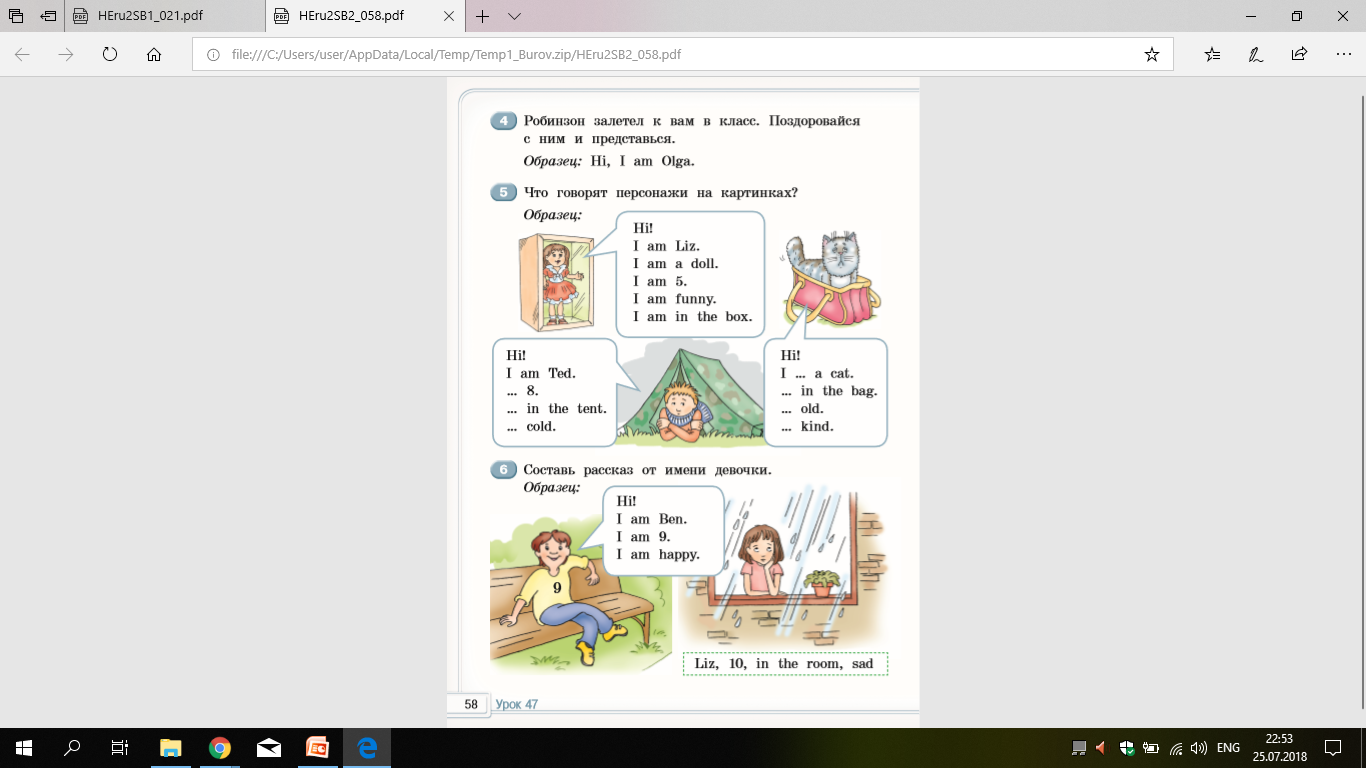 HEru2SB1_021.pdf
HEru2SB2_058.pdf
file:///C:/Users/user/AppData/Local/Temp/Temp1_Burov.zip/HEru2SB2_058.pdf
4 Робинзон залетел к вам в класс. Поздоровайся
с ним и представься.
Образец: Hi, I am Olga.
5 Что говорят персонажи на картинках?
Образец:
Hi!
I am Liz.
I am a doll.
I am 5.
I am funny.
I am in the box.
Hi!
I am Ted.
... 8.
... in the tent.
... cold.
Hi!
I ... a cat.
... in the bag.
... old.
... kind.
6 Составь рассказ от имени девочки.
Образец:
Hi!
I am Ben.
I am 9.
I am happy.
9
Liz, 10, in the room, sad
58 Урок 47
ENG
22:53
25.07.2018